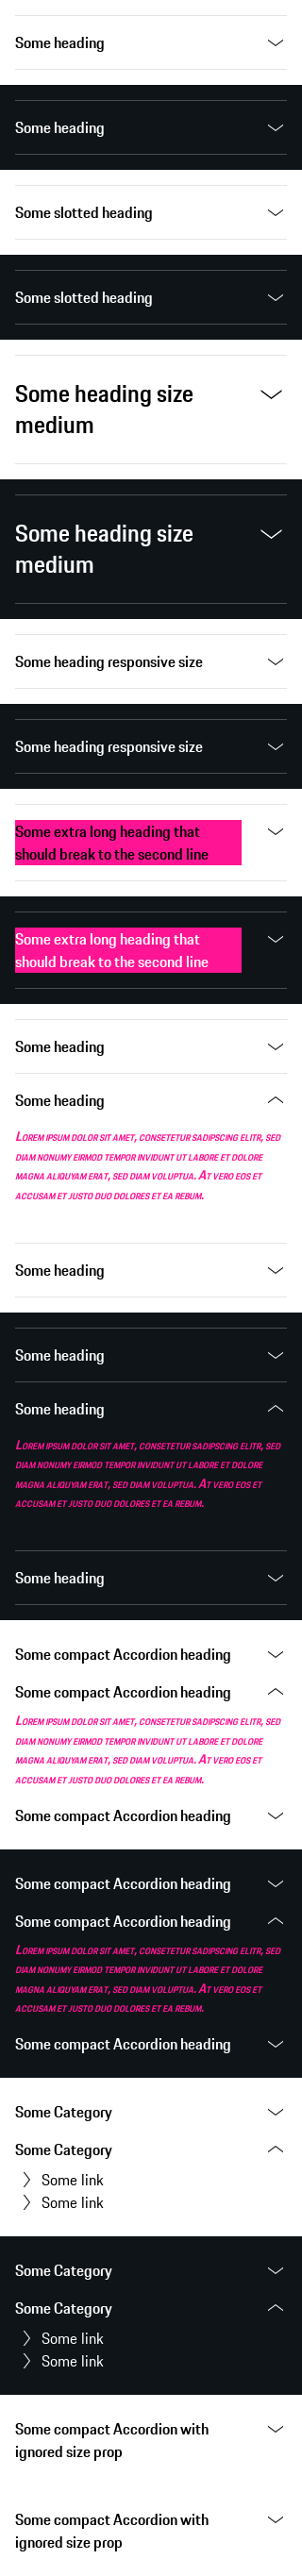 Some heading
Some heading
Some slotted heading
Some slotted heading
Some heading size
medium
Some heading size
medium
Some heading responsive size
Some heading responsive size
Some extra long heading that
should break to the second line
Some extra long heading that
should break to the second line
Some heading
Some heading
Lorem ipsum dolor sit amet, consetetur sadipscing elitr, sed
diam nonumy eirmod tempor invidunt ut labore et dolore
magna aliquyam erat, sed diam voluptua. At vero eos et
accusam et justo duo dolores et ea rebum.
Some heading
Some heading
Some heading
Lorem ipsum dolor sit amet, consetetur sadipscing elitr, sed
diam nonumy eirmod tempor invidunt ut labore et dolore
magna aliquyam erat, sed diam voluptua. At vero eos et
accusam et justo duo dolores et ea rebum.
Some heading
Some compact Accordion heading
Some compact Accordion heading
Lorem ipsum dolor sit amet, consetetur sadipscing elitr, sed
diam nonumy eirmod tempor invidunt ut labore et dolore
magna aliquyam erat, sed diam voluptua. At vero eos et
accusam et justo duo dolores et ea rebum.
Some compact Accordion heading
Some compact Accordion heading
Some compact Accordion heading
Lorem ipsum dolor sit amet, consetetur sadipscing elitr, sed
diam nonumy eirmod tempor invidunt ut labore et dolore
magna aliquyam erat, sed diam voluptua. At vero eos et
accusam et justo duo dolores et ea rebum.
Some compact Accordion heading
Some Category
Some Category
Some link
Some link
Some Category
Some Category
Some link
Some link
Some compact Accordion with
ignored size prop
Some compact Accordion with
ignored size prop